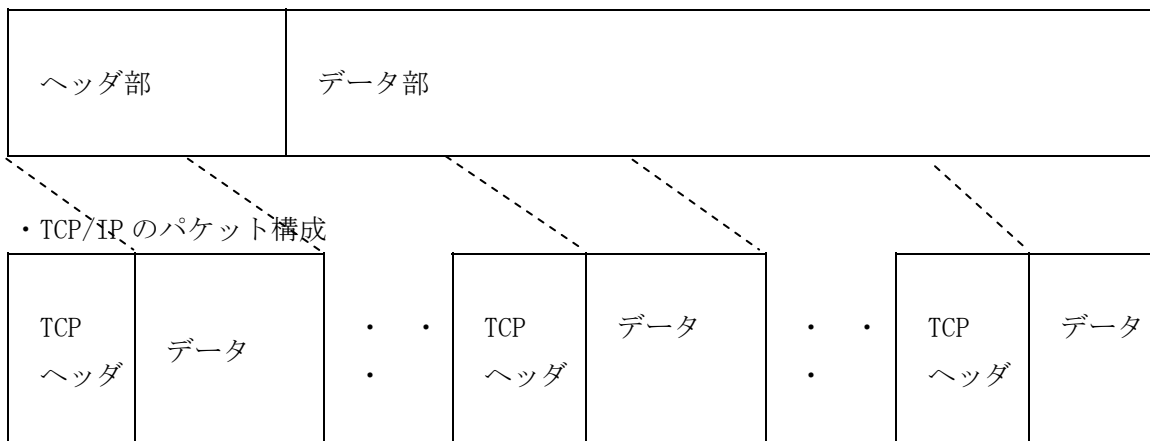 ヘッダ部
データ部
・TCP/IP のパケット構成
TCP
ヘッダ
データ
・ ・
・
TCP
ヘッダ
データ
・ ・
・
TCP
ヘッダ
データ